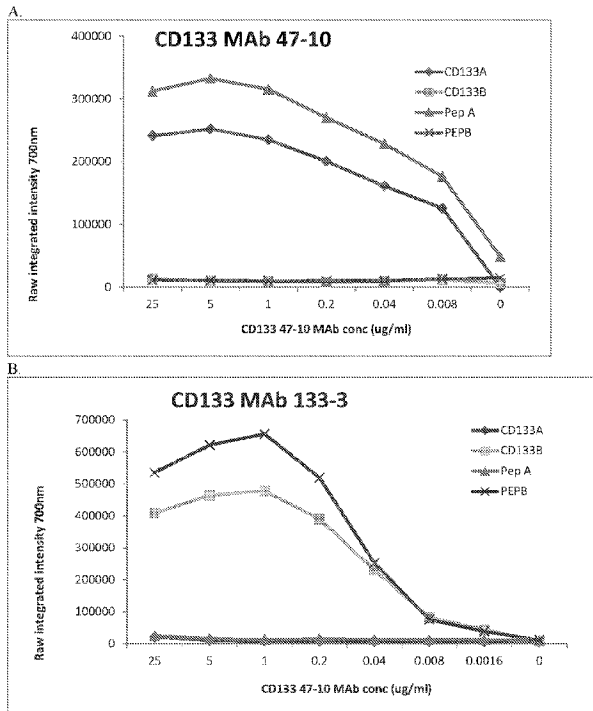 A.
CD133 MAb 47-10
400000
300000
200000
100000
0
Raw integrated intensity 700nm
CD133A
CD133B
Pep A
PEPB
25 5 1 0.2 0.04 0.008 0
CD133 47-10 MAb conc (ug/ml)
B.
CD133 MAb 133-3
700000
600000
500000
400000
300000
200000
100000
0
Raw integrated intensity 700nm
CD133A
CD133B
Pep A
PEPB
25 5 1 0.2 0.04 0.008 0.0016 0
CD133 47-10 MAb conc (ug/ml)